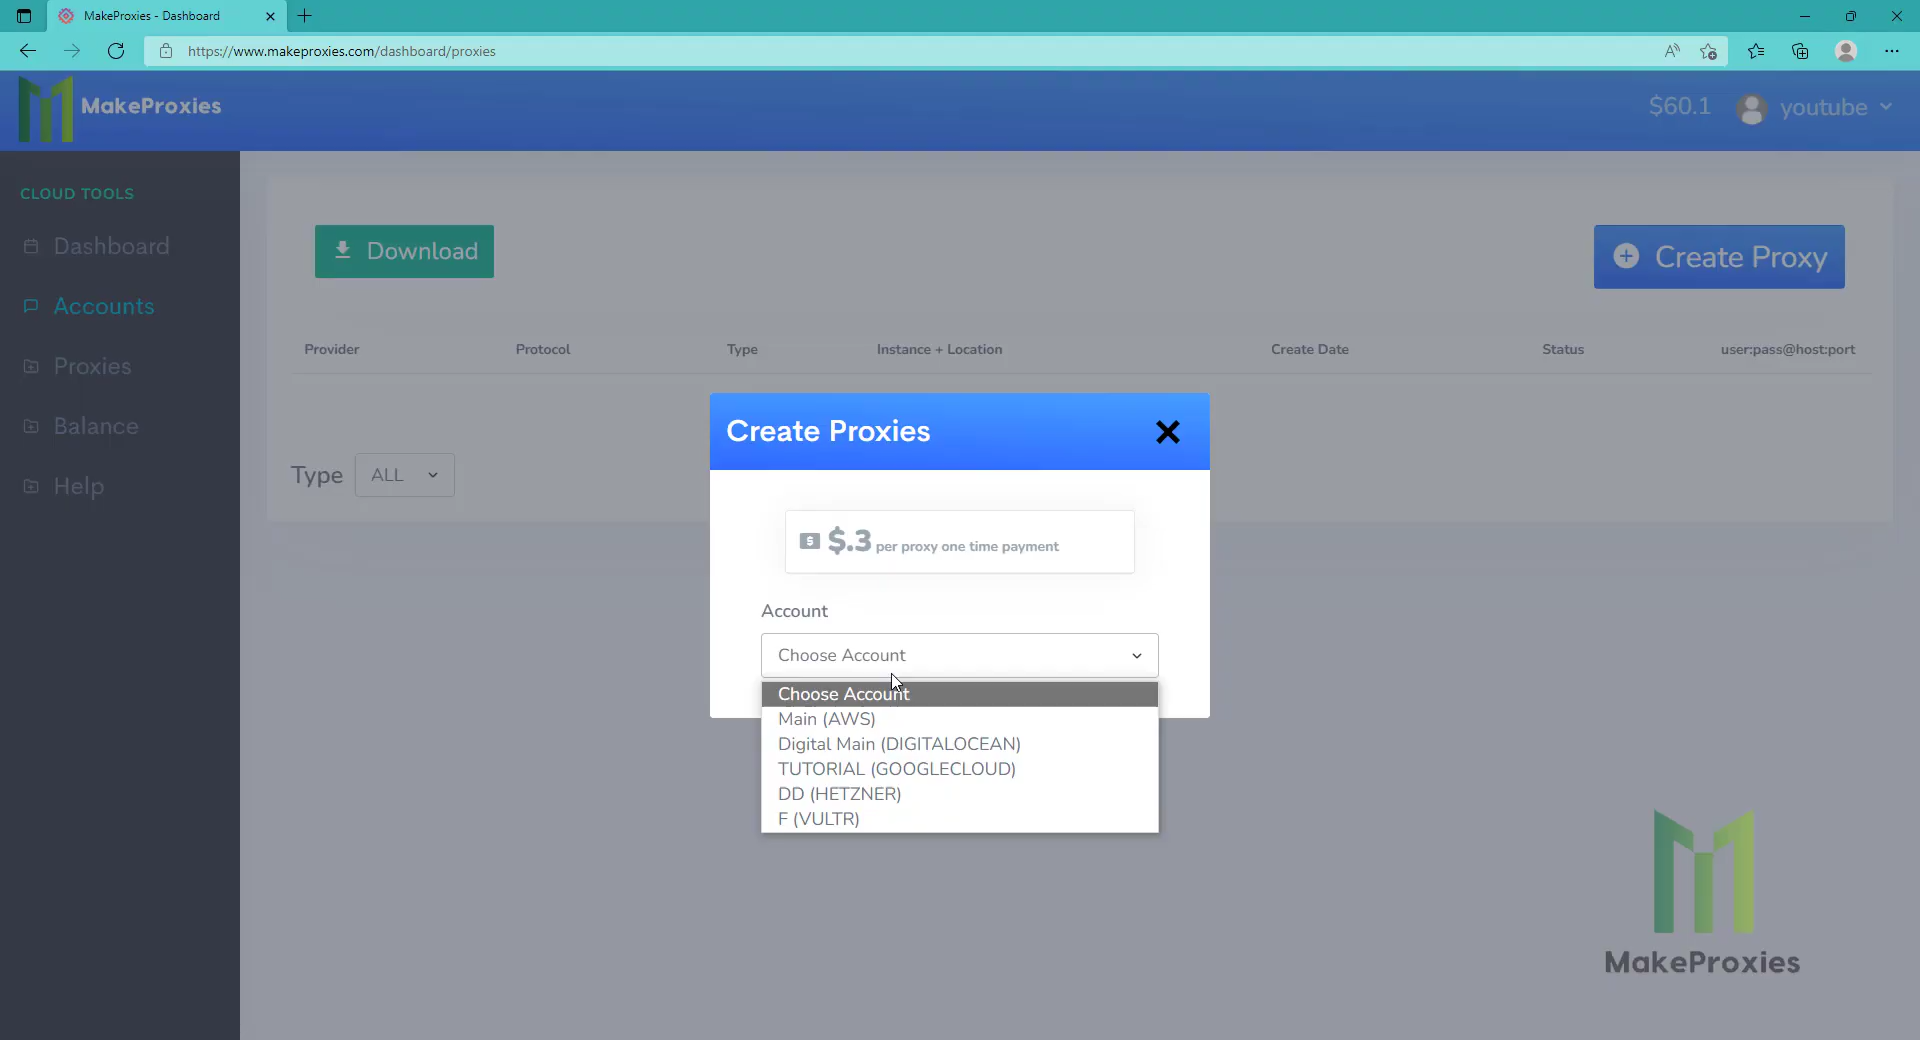 MakeProxies - Dashboard
https://www.makeproxies.com/dashboard/proxies
MakeProxies
$60.1
youtube
CLOUD TOOLS
Dashboard
Accounts
Proxies
Balance
Help
Download
Create Proxy
Provider Protocol Type Instance + Location Create Date Status user:pass@host:port
Type ALL
Create Proxies
$.3 per proxy one time payment
Account
Choose Account
Choose Account
Main (AWS)
Digital Main (DIGITALOCEAN)
TUTORIAL (GOOGLECLOUD)
DD (HETZNER)
F (VULTR)
MakeProxies